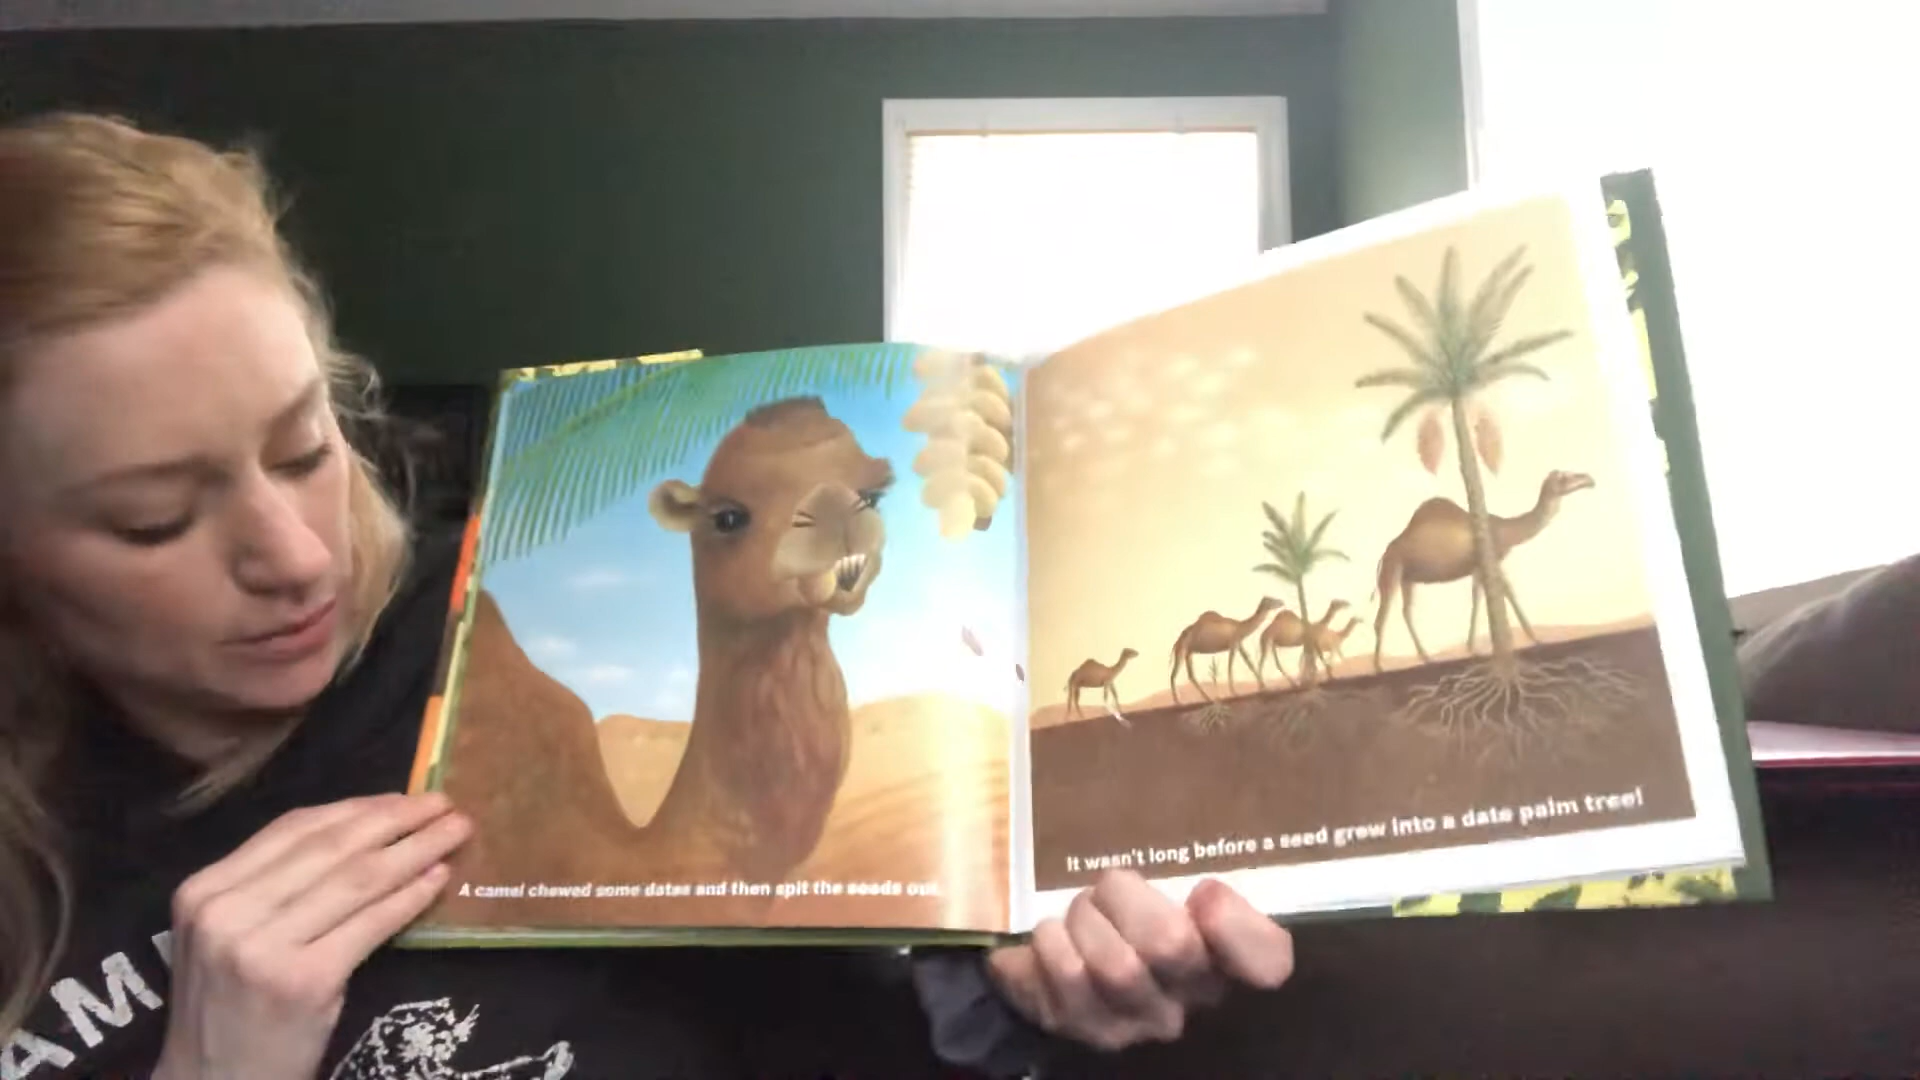 A camel chewed some dates and then spit the seeds out.
It wasn't long before a seed grew into a date palm tree!
AM